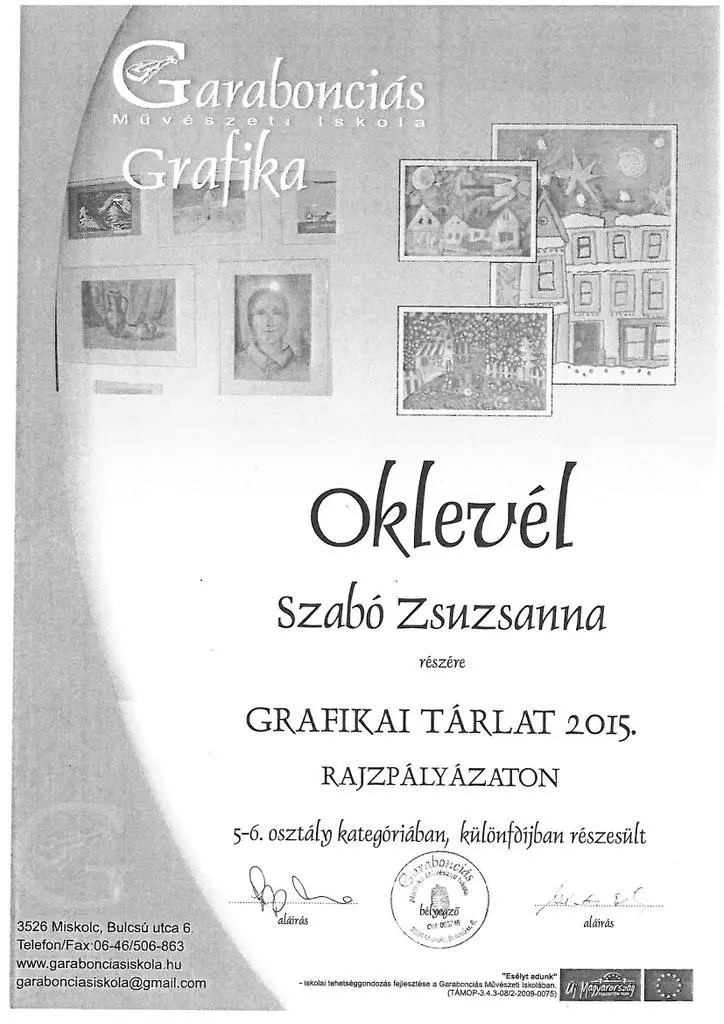 Garabonciás
Művészeti Iskola
Grafika
Oklevél
Szabó Zsuzsanna
részére
GRAFIKAI TÁRLAT 2015.
RAJZPÁLYÁZATON
5-6. osztály kategóriában, különfdíjban részesült
Garabonciás
bélyegző
aláírás
aláírás
3526 Miskolc, Bulcsú utca 6.
Telefon/Fax:06-46/506-863
www.garabonciasiskola.hu
garabonciasiskola@gmail.com
"Esélyt adunk"
- iskolai tehetséggondozás fejlesztése a Garabonciás Művészeti Iskolában.
(TÁMOP-3.4.3-08/2-2009-0075)
Új Magyarország